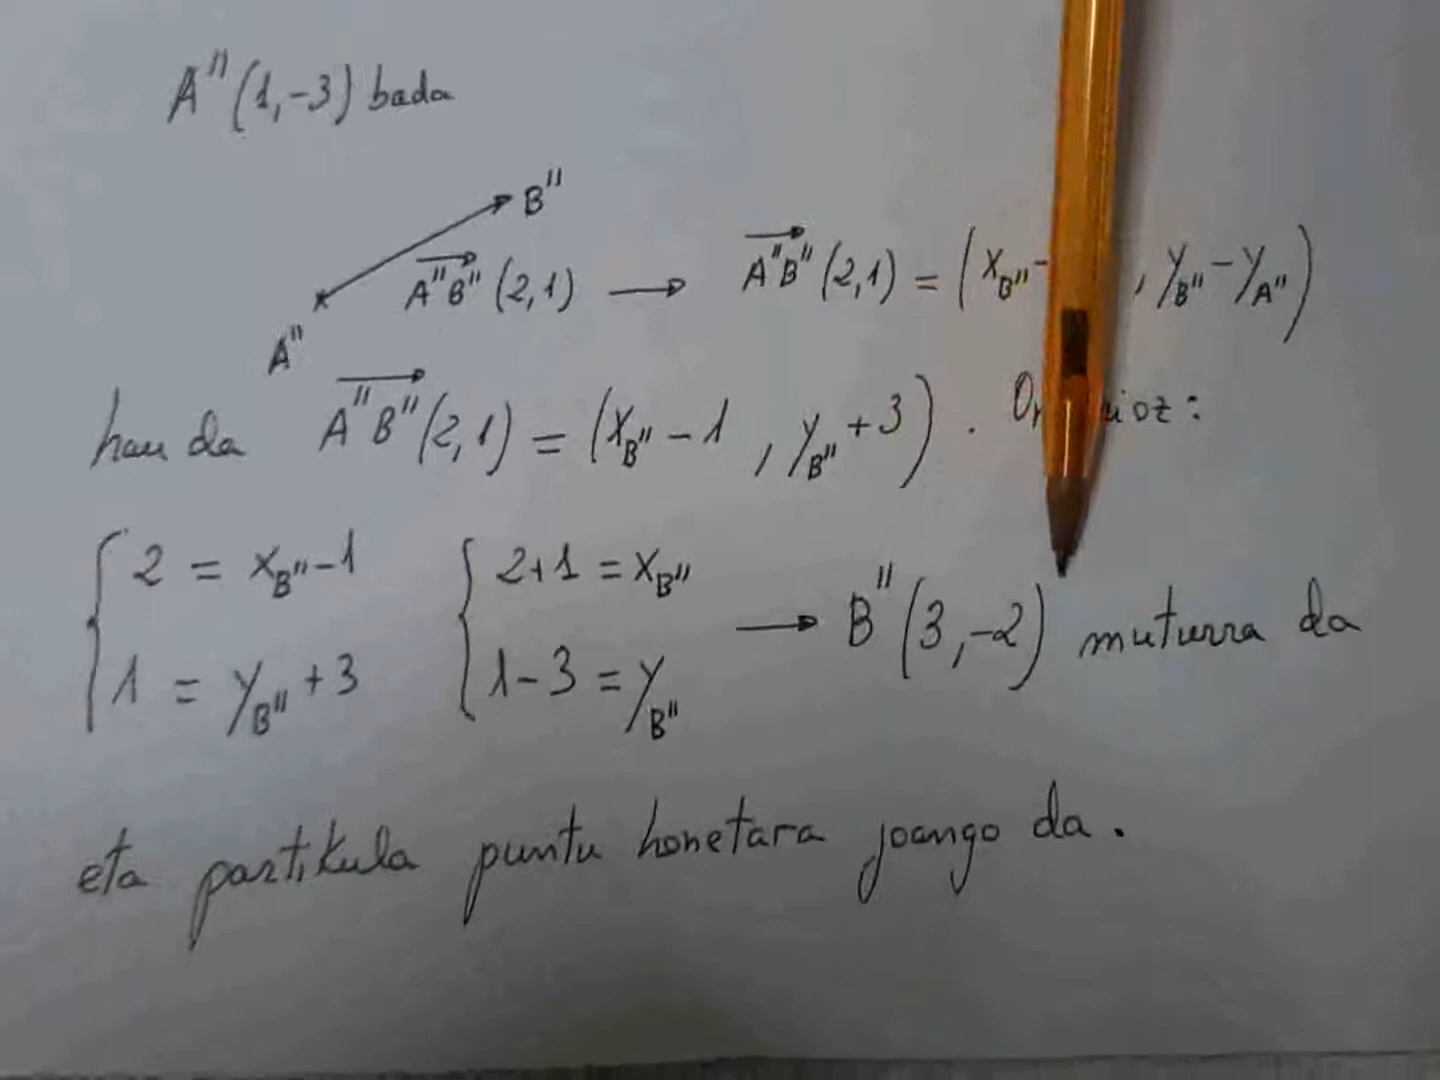 A''(1,-3) bada
B''
A''B''(2,1) → A''B''(2,1) = (x_B'' - , y_B'' - y_A'')
A''
hau da A''B''(2,1) = (x_B'' - 1 , y_B'' + 3) .
{ 2 = x_B'' - 1 { 2+1 = x_B''
→ B''(3,-2) muturra da
1 = y_B'' + 3 1-3 = y_B''
eta partikula puntu honetara joango da.